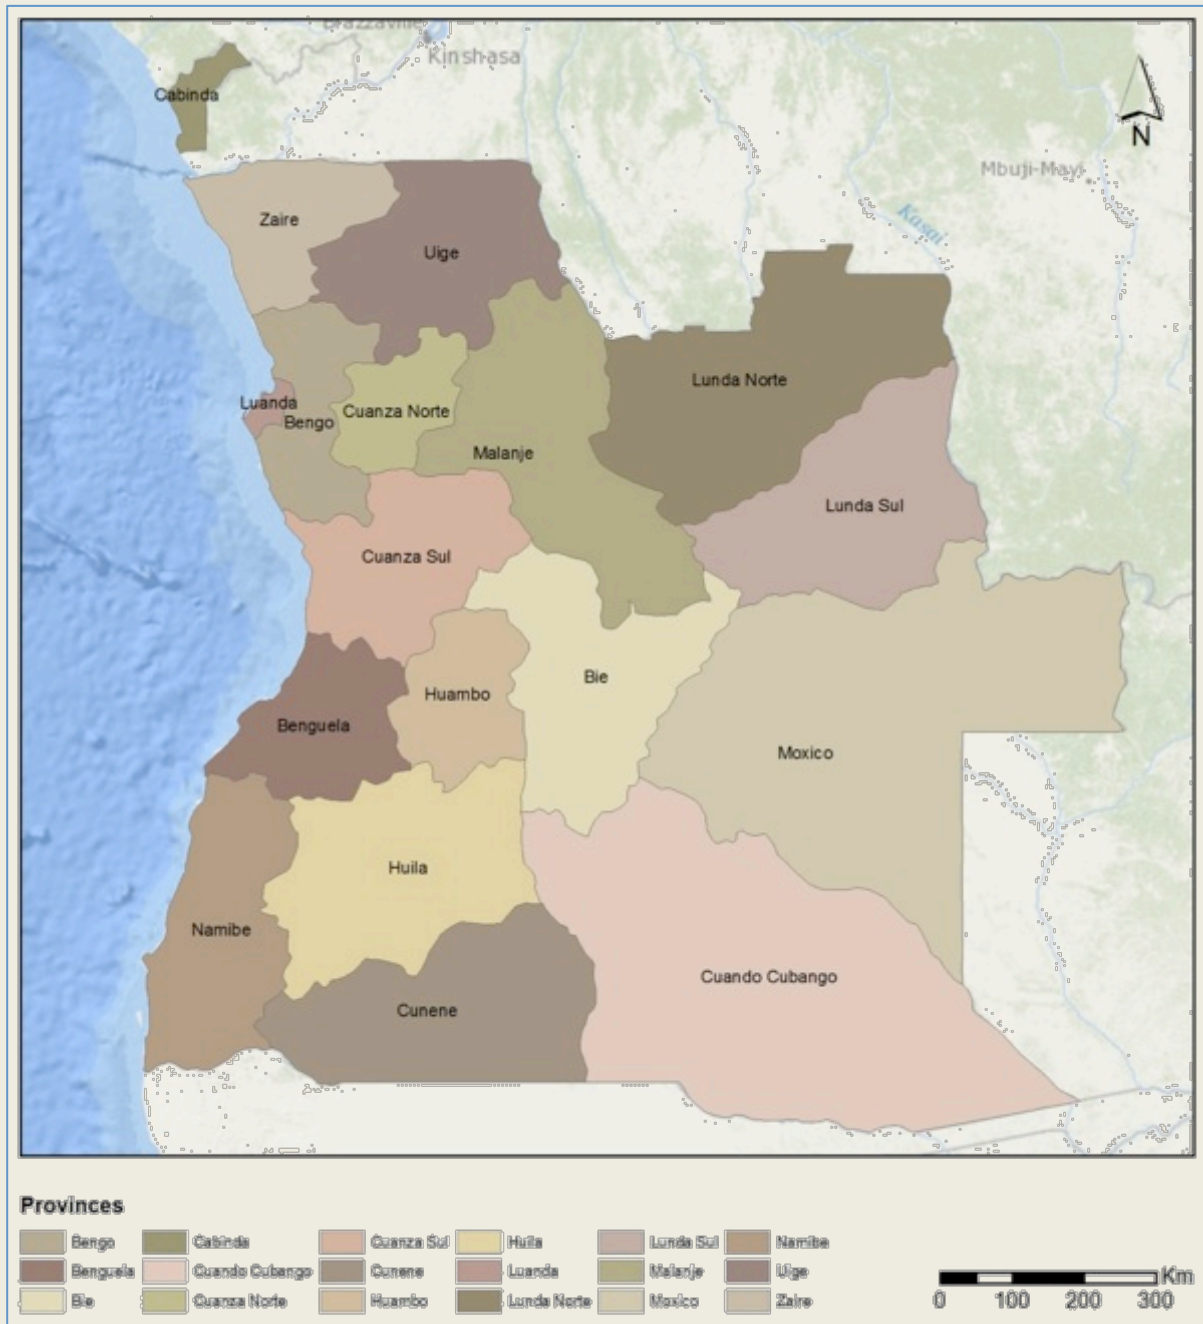 Brazzaville
Kinshasa
Cabinda
N
Mbuji-Mayi
Kasai
Zaire
Uige
Lunda Norte
Luanda
Cuanza Norte
Bengo
Malanje
Lunda Sul
Cuanza Sul
Bie
Huambo
Benguela
Moxico
Huila
Namibe
Cuando Cubango
Cunene
Provinces
Bengo Cabinda Cuanza Sul Huila Lunda Sul Namibe
Benguela Cuando Cubango Cunene Luanda Malanje Uige
Bie Cuanza Norte Huambo Lunda Norte Moxico Zaire
Km
0 100 200 300